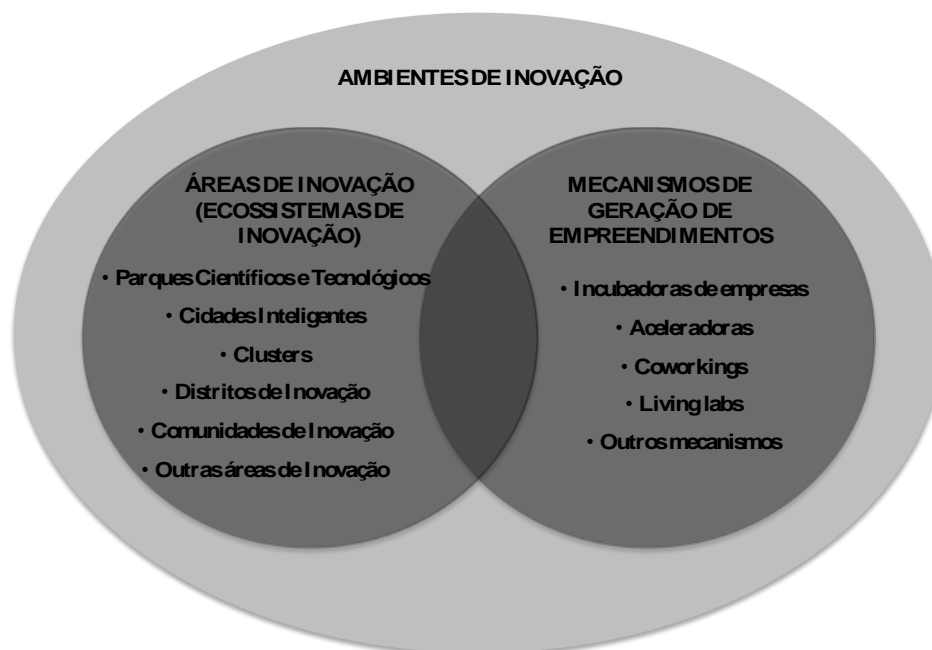 AMBIENTES DE INOVAÇÃO
ÁREAS DE INOVAÇÃO
(ECOSSISTEMAS DE
INOVAÇÃO)
• Parques Científicos e Tecnológicos
• Cidades Inteligentes
• Clusters
• Distritos de Inovação
• Comunidades de Inovação
• Outras áreas de Inovação
MECANISMOS DE
GERAÇÃO DE
EMPREENDIMENTOS
• Incubadoras de empresas
• Aceleradoras
• Coworkings
• Living labs
• Outros mecanismos